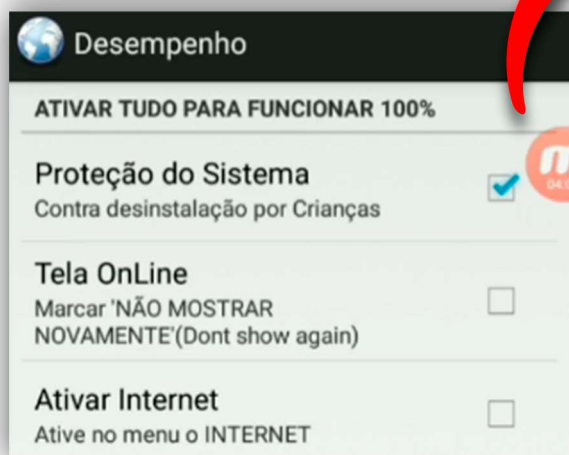 Desempenho
ATIVAR TUDO PARA FUNCIONAR 100%
Proteção do Sistema
Contra desinstalação por Crianças
Tela OnLine
Marcar 'NÃO MOSTRAR
NOVAMENTE'(Dont show again)
Ativar Internet
Ative no menu o INTERNET